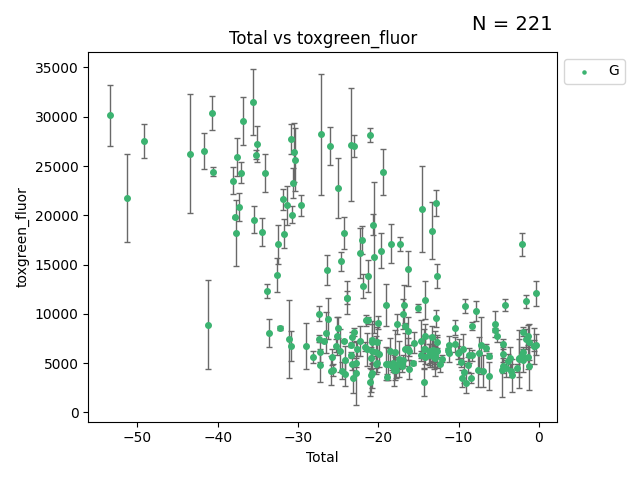 N = 221
Total vs toxgreen_fluor
G
35000
30000
25000
20000
15000
10000
5000
0
toxgreen_fluor
−50 −40 −30 −20 −10 0
Total